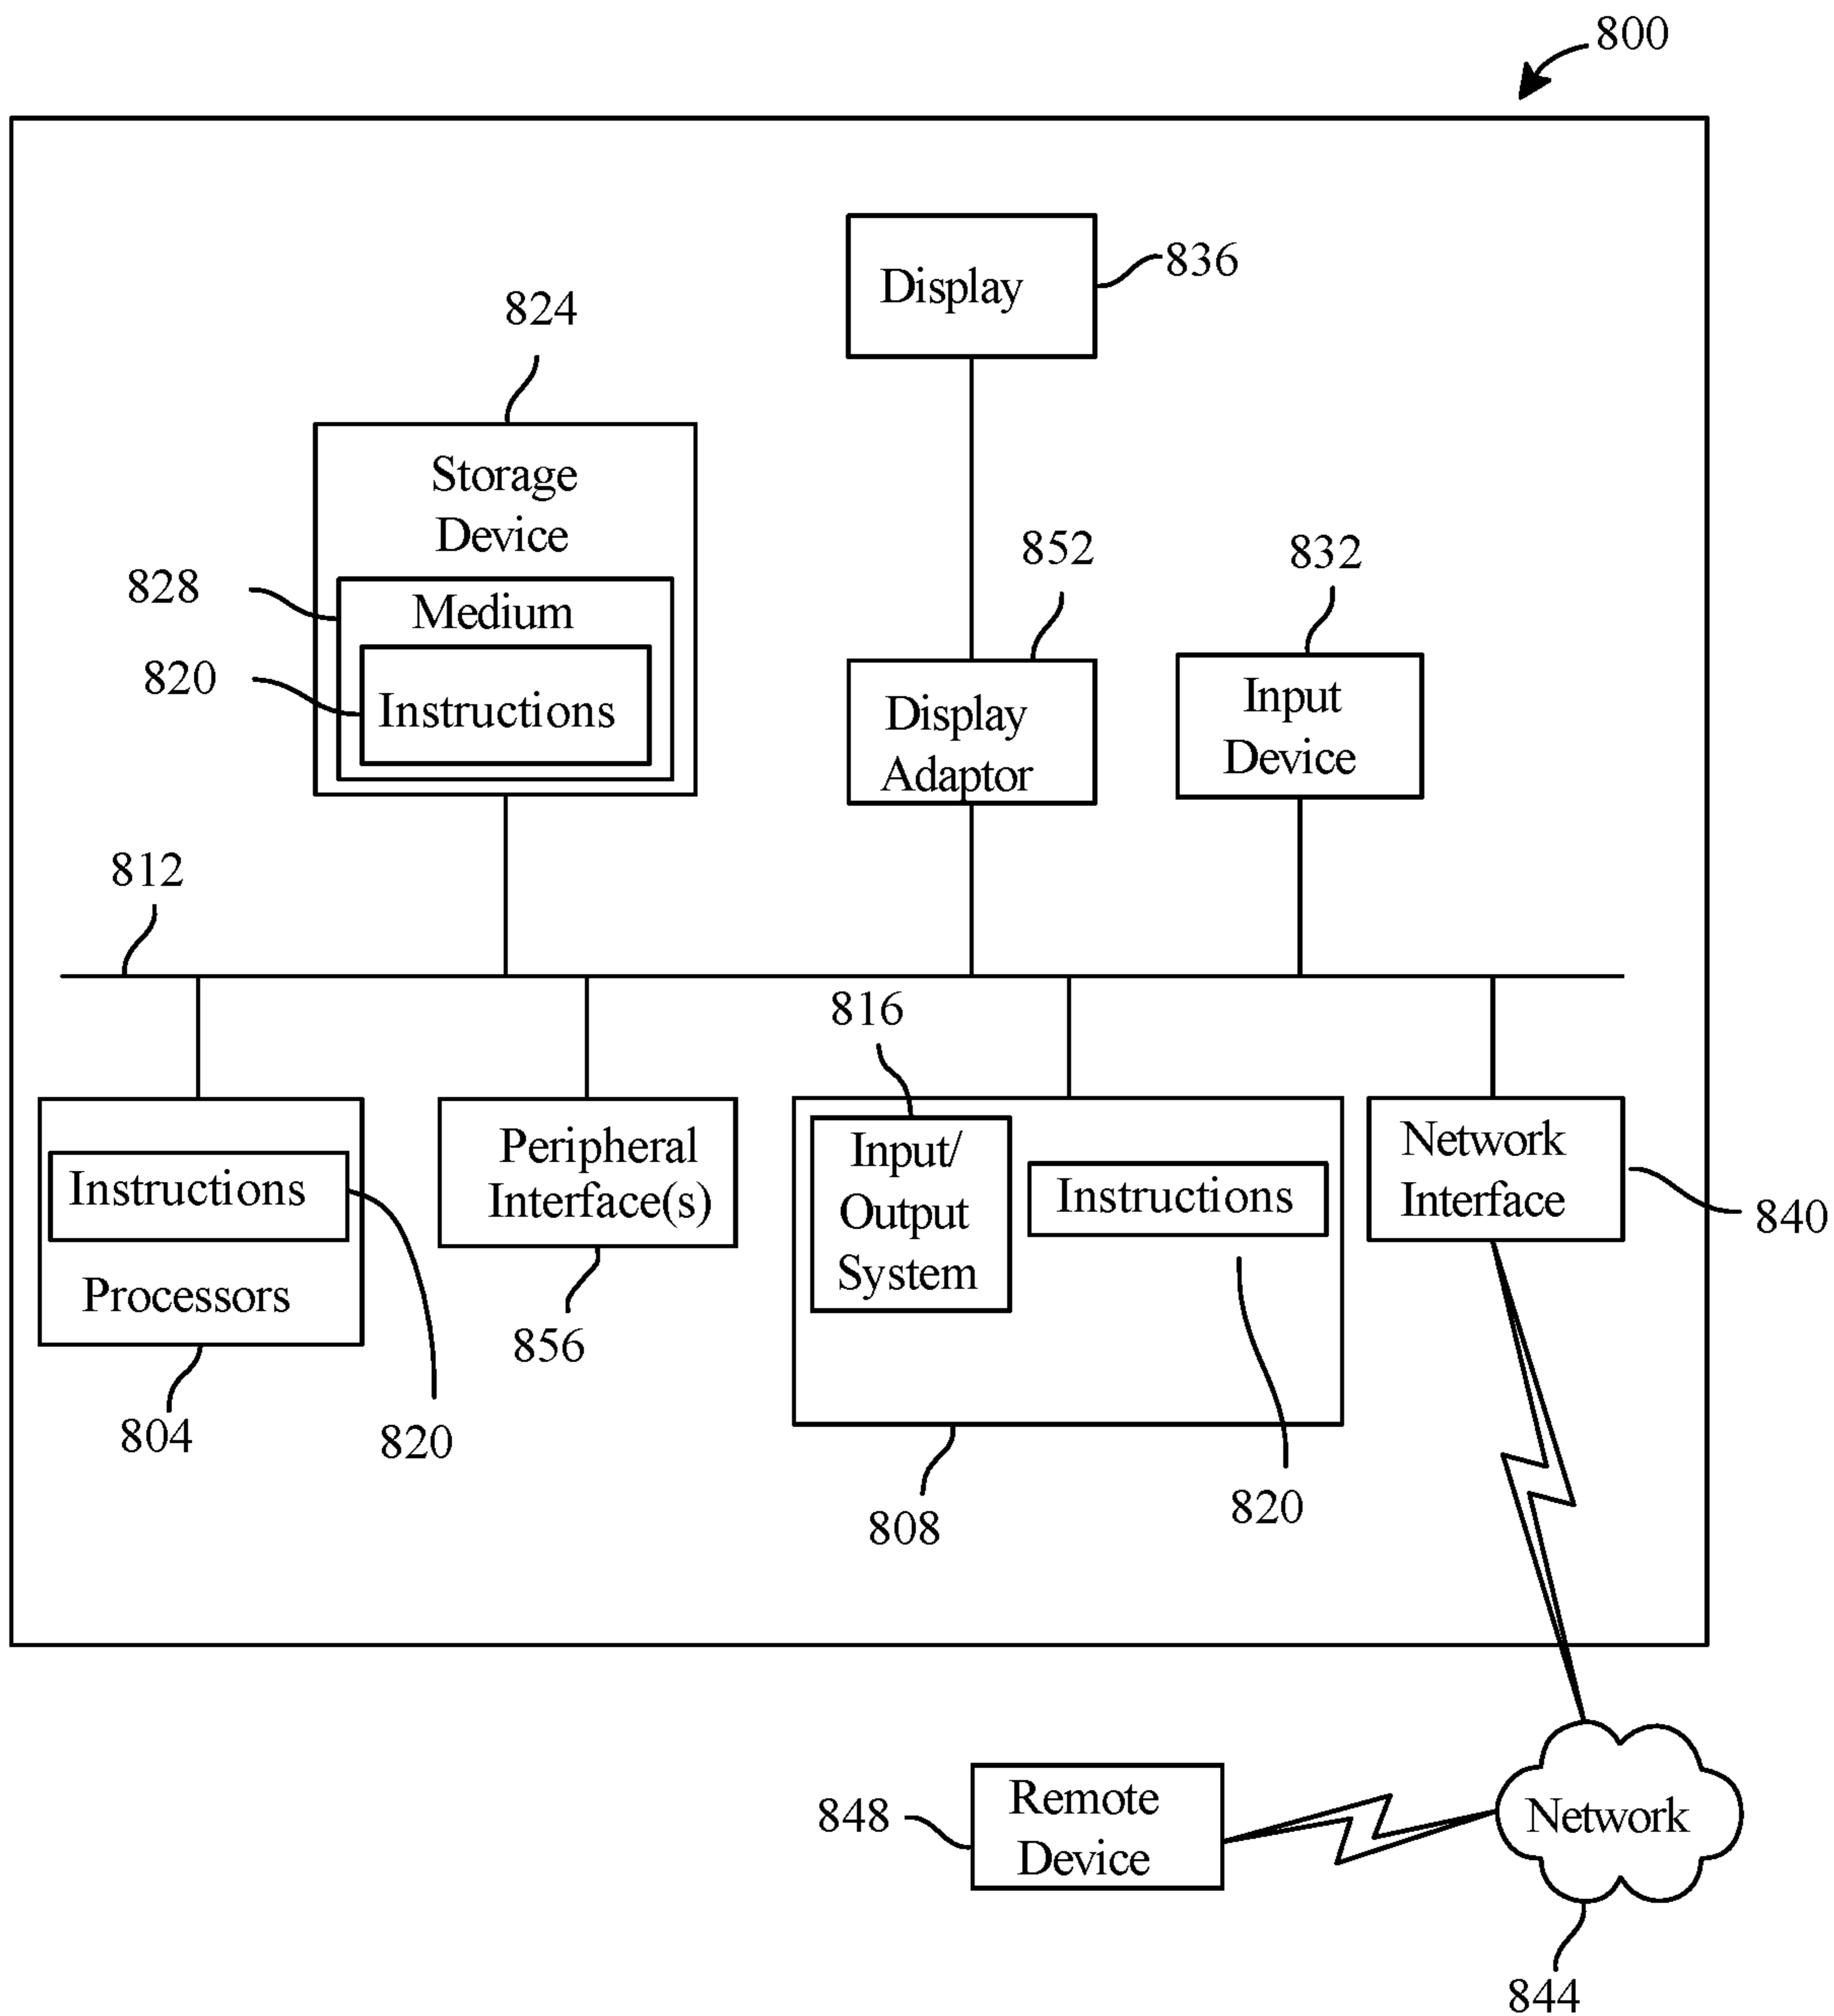 800
Display
836
824
Storage
Device
828
Medium
820
Instructions
852
Display
Adaptor
832
Input
Device
812
816
Instructions
Processors
804
820
Peripheral
Interface(s)
856
Input/
Output
System
Instructions
808
820
Network
Interface
840
848
Remote
Device
Network
844